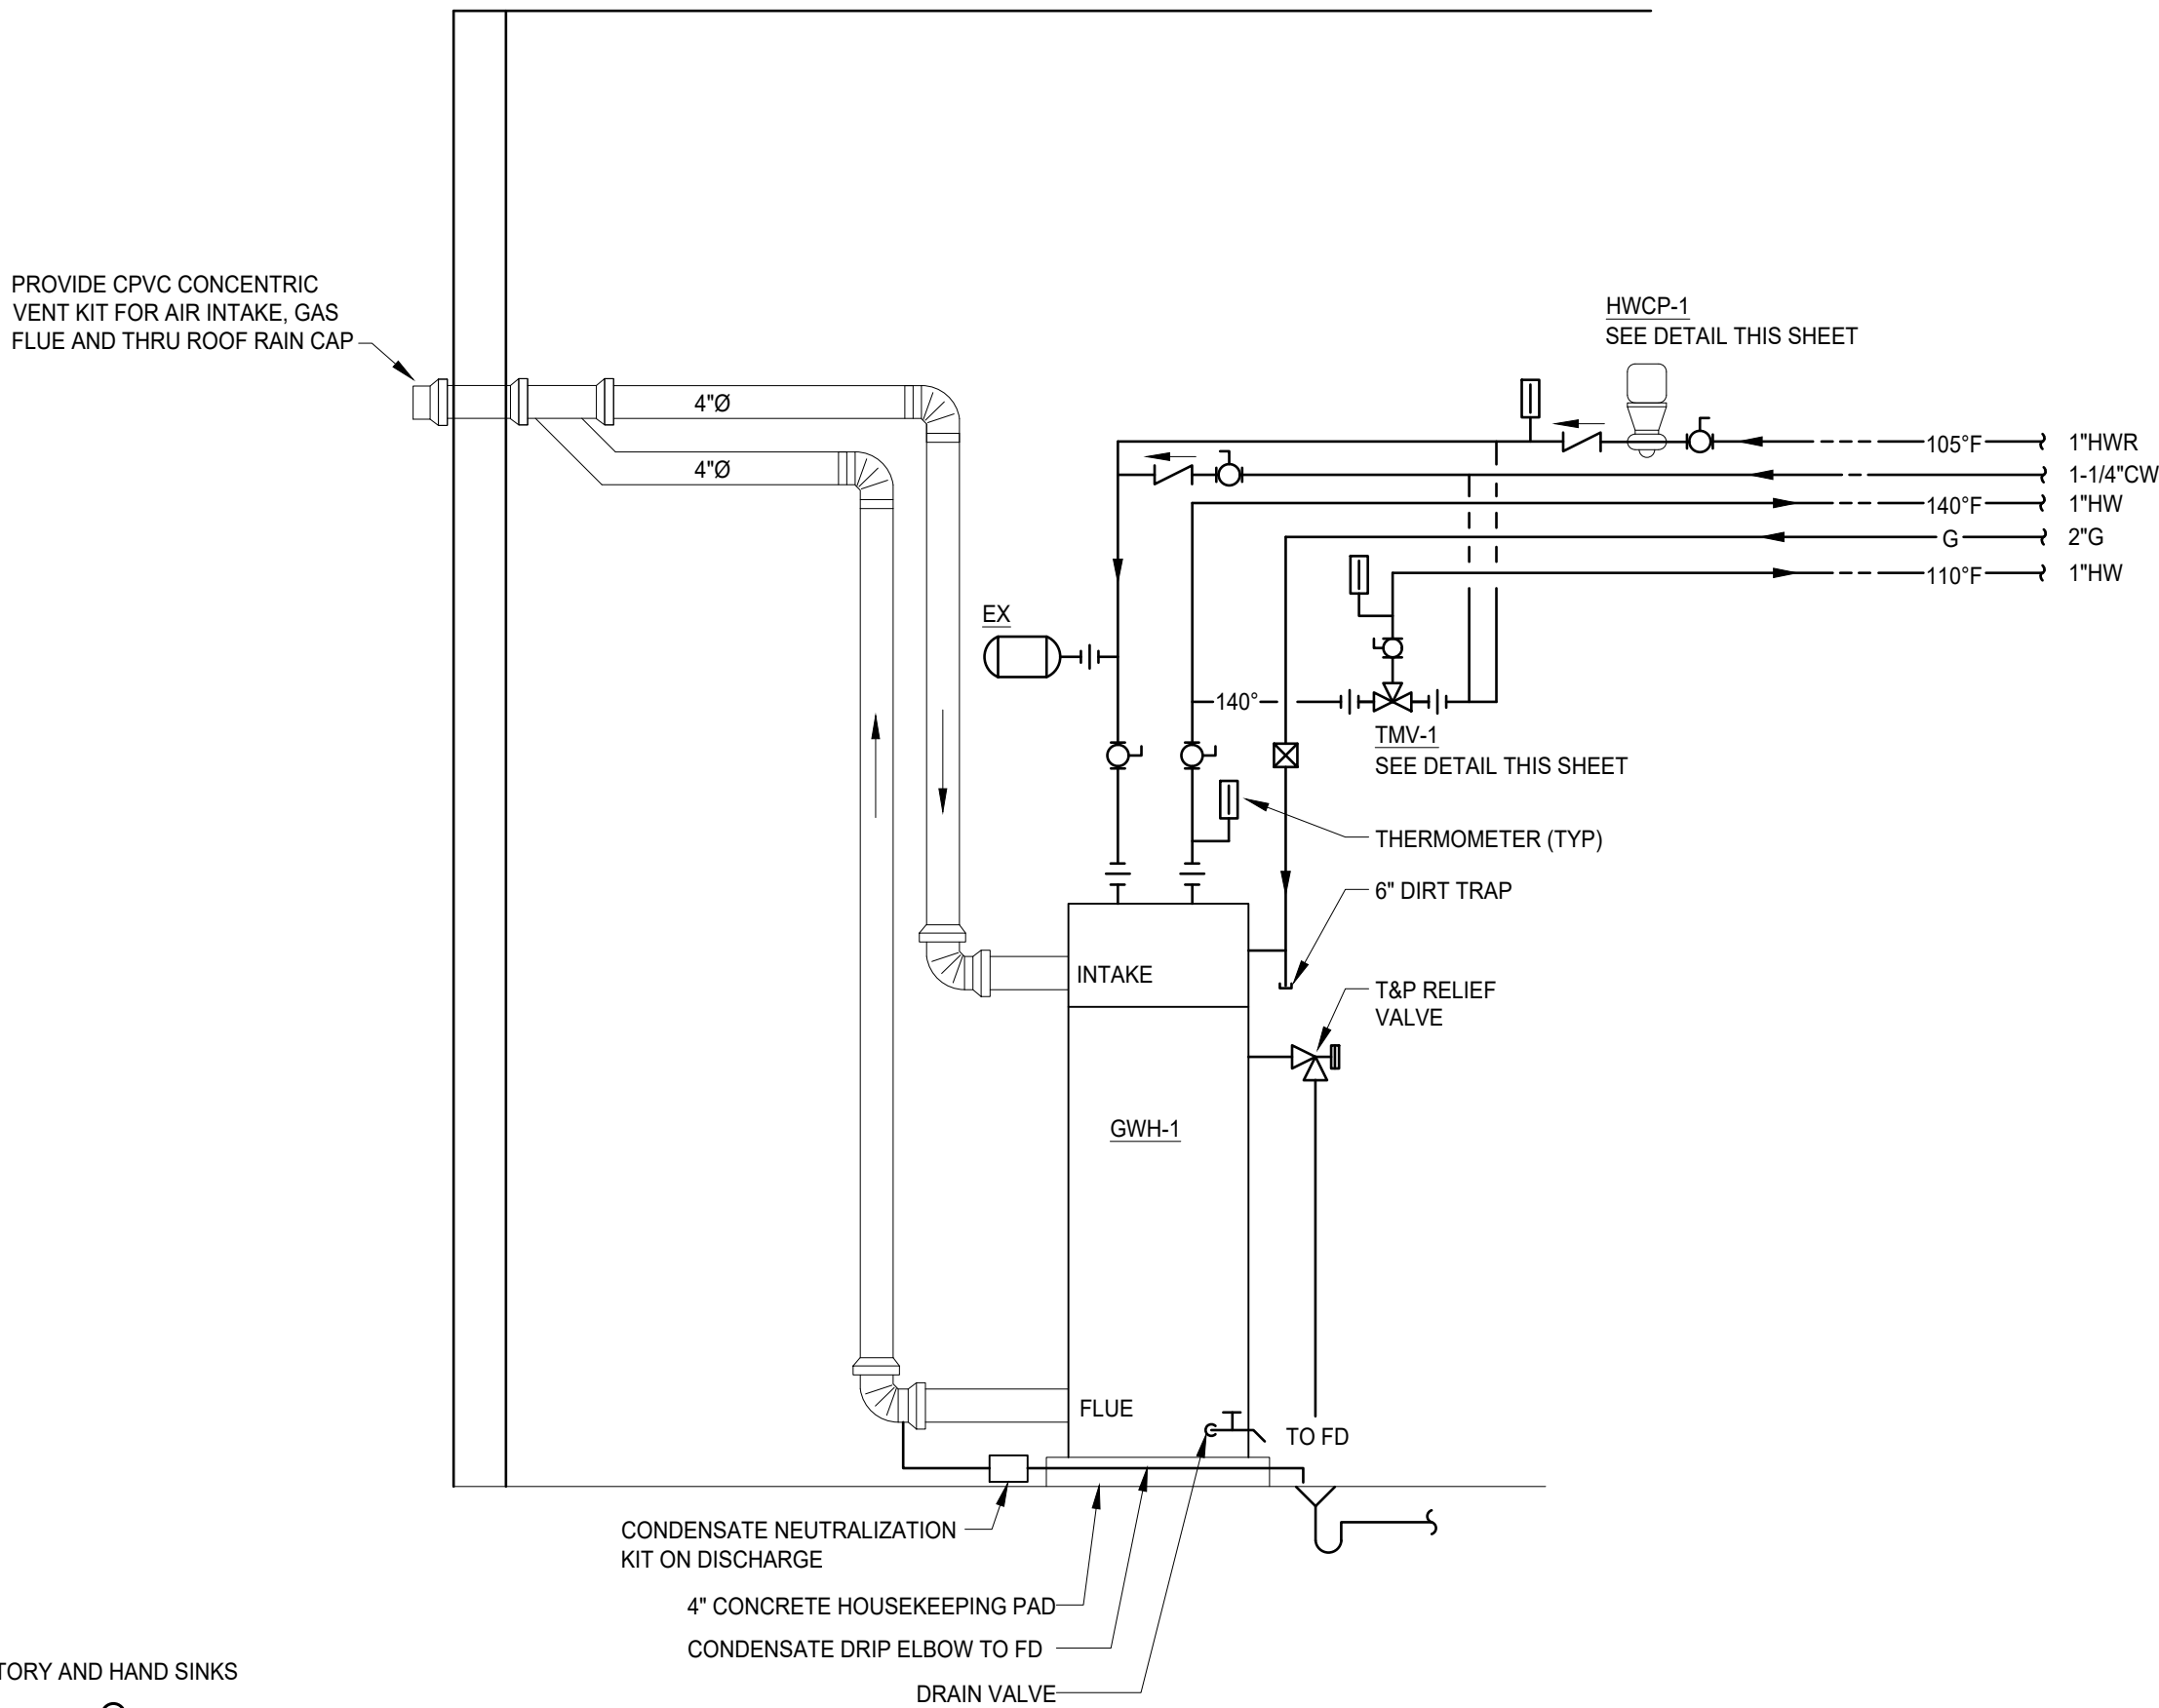 PROVIDE CPVC CONCENTRIC
VENT KIT FOR AIR INTAKE, GAS
FLUE AND THRU ROOF RAIN CAP
HWCP-1
SEE DETAIL THIS SHEET
4"Ø
4"Ø
105°F
1"HWR
1-1/4"CW
140°F
1"HW
G
2"G
110°F
1"HW
EX
140°
TMV-1
SEE DETAIL THIS SHEET
THERMOMETER (TYP)
6" DIRT TRAP
INTAKE
T&P RELIEF
VALVE
GWH-1
FLUE
TO FD
CONDENSATE NEUTRALIZATION
KIT ON DISCHARGE
4" CONCRETE HOUSEKEEPING PAD
CONDENSATE DRIP ELBOW TO FD
DRAIN VALVE
TORY AND HAND SINKS